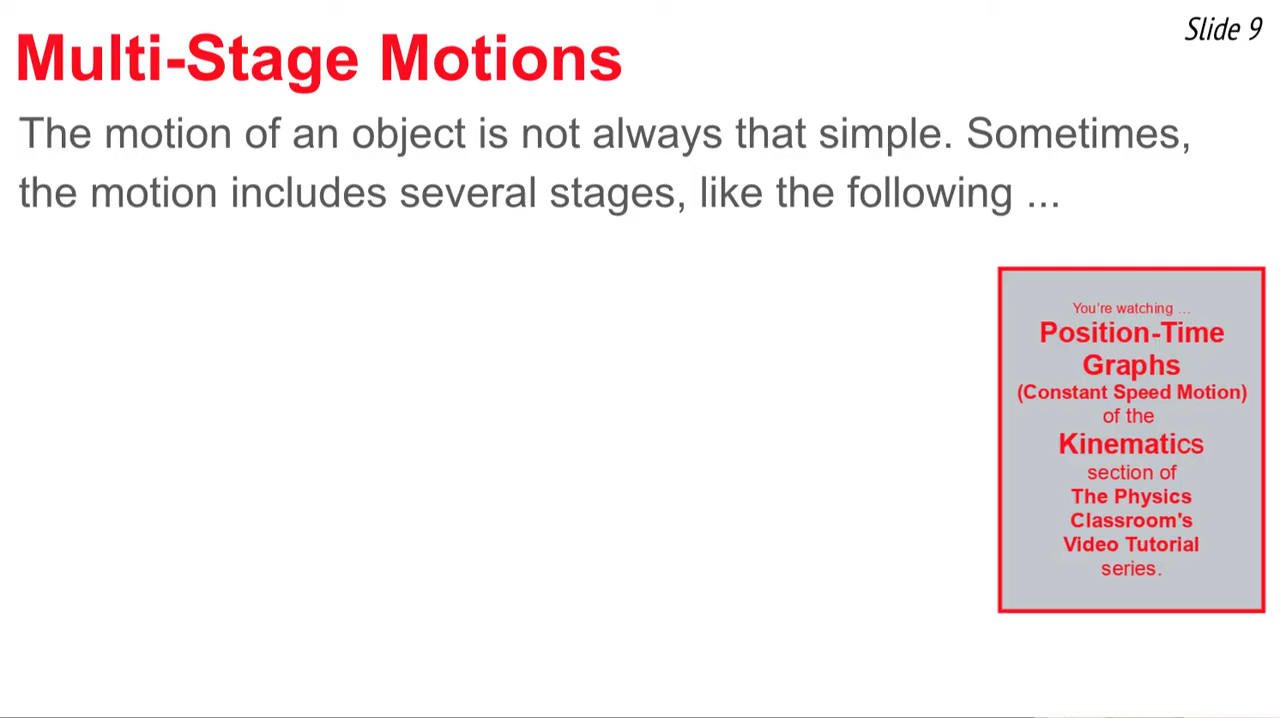 Slide 9
Multi-Stage Motions
The motion of an object is not always that simple. Sometimes,
the motion includes several stages, like the following ...
You're watching ...
Position-Time
Graphs
(Constant Speed Motion)
of the
Kinematics
section of
The Physics
Classroom's
Video Tutorial
series.